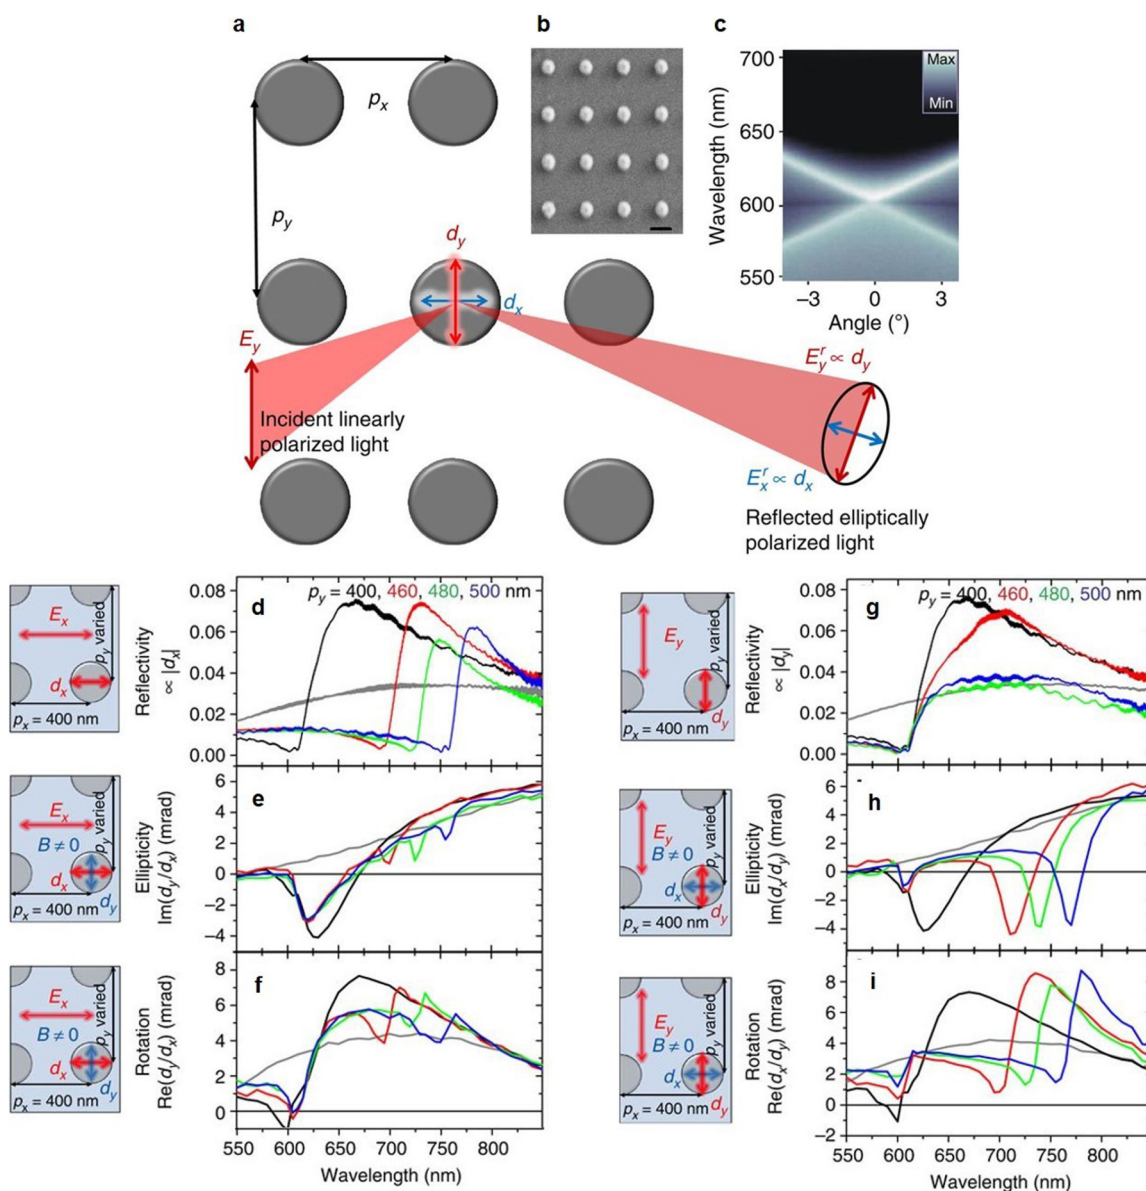 a
b
c
p_x
p_y
d_y
d_x
E_y
Incident linearly
polarized light
E_y^r ∝ d_y
E_x^r ∝ d_x
Reflected elliptically
polarized light
Max
Min
700
650
600
550
Wavelength (nm)
−3
0
3
Angle (°)
E_x
d_x
p_y varied
p_x = 400 nm
d
p_y = 400, 460, 480, 500 nm
0.08
0.06
0.04
0.02
0.00
Reflectivity
∝ |d_x|
E_x
B ≠ 0
d_x
d_y
p_y varied
p_x = 400 nm
e
6
4
2
0
−2
−4
Ellipticity
Im(d_y/d_x) (mrad)
E_x
B ≠ 0
d_x
d_y
p_y varied
p_x = 400 nm
f
8
6
4
2
0
Rotation
Re(d_y/d_x) (mrad)
550
600
650
700
750
800
Wavelength (nm)
E_y
d_y
p_y varied
p_x = 400 nm
g
p_y = 400, 460, 480, 500 nm
0.08
0.06
0.04
0.02
0.00
Reflectivity
∝ |d_y|
E_y
B ≠ 0
d_x
d_y
p_y varied
p_x = 400 nm
h
6
4
2
0
−2
−4
Ellipticity
Im(d_x/d_y) (mrad)
E_y
B ≠ 0
d_x
d_y
p_y varied
p_x = 400 nm
i
8
6
4
2
0
−2
Rotation
Re(d_x/d_y) (mrad)
550
600
650
700
750
800
Wavelength (nm)